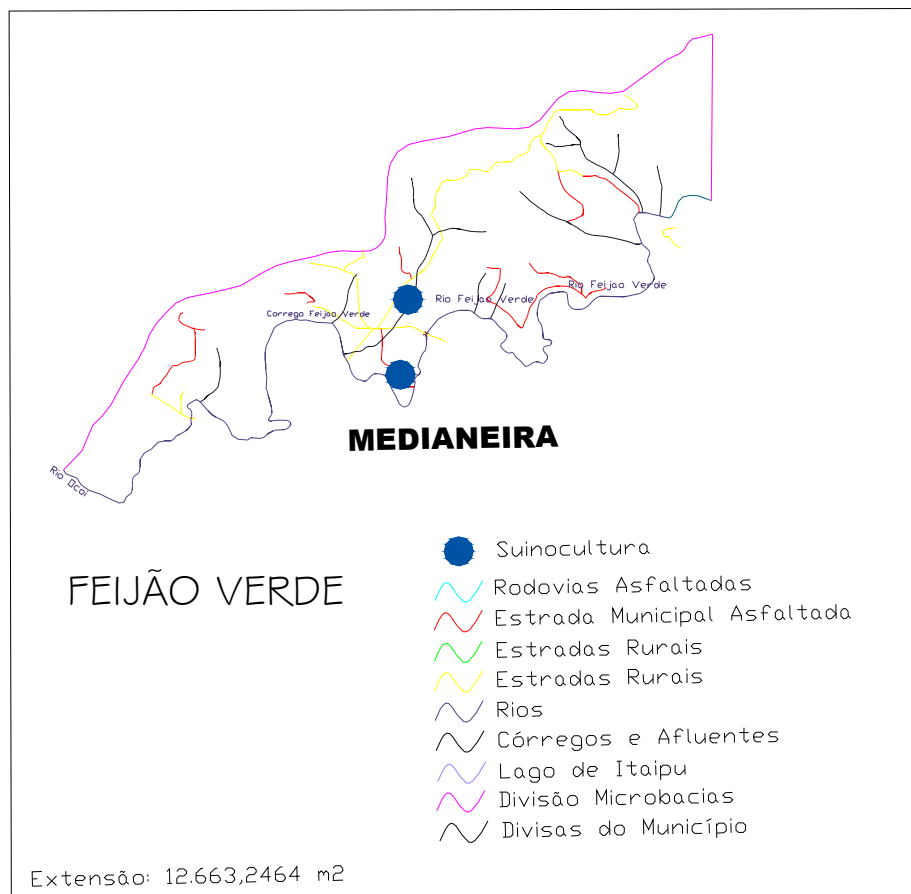 Rio Feijao Verde
Rio Feijao Verde
Corrego Feijao Verde
MEDIANEIRA
Rio Ocoi
FEIJÃO VERDE
Suinocultura
Rodovias Asfaltadas
Estrada Municipal Asfaltada
Estradas Rurais
Estradas Rurais
Rios
Córregos e Afluentes
Lago de Itaipu
Divisão Microbacias
Divisas do Município
Extensão: 12.663,2464 m2